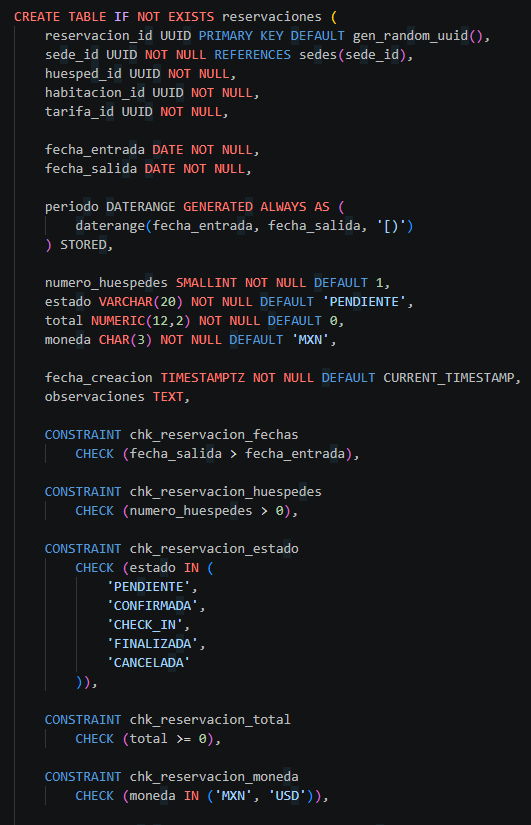 CREATE TABLE IF NOT EXISTS reservaciones (
    reservacion_id UUID PRIMARY KEY DEFAULT gen_random_uuid(),
    sede_id UUID NOT NULL REFERENCES sedes(sede_id),
    huesped_id UUID NOT NULL,
    habitacion_id UUID NOT NULL,
    tarifa_id UUID NOT NULL,

    fecha_entrada DATE NOT NULL,
    fecha_salida DATE NOT NULL,

    periodo DATERANGE GENERATED ALWAYS AS (
        daterange(fecha_entrada, fecha_salida, '[)')
    ) STORED,

    numero_huespedes SMALLINT NOT NULL DEFAULT 1,
    estado VARCHAR(20) NOT NULL DEFAULT 'PENDIENTE',
    total NUMERIC(12,2) NOT NULL DEFAULT 0,
    moneda CHAR(3) NOT NULL DEFAULT 'MXN',

    fecha_creacion TIMESTAMPTZ NOT NULL DEFAULT CURRENT_TIMESTAMP,
    observaciones TEXT,

    CONSTRAINT chk_reservacion_fechas
        CHECK (fecha_salida > fecha_entrada),

    CONSTRAINT chk_reservacion_huespedes
        CHECK (numero_huespedes > 0),

    CONSTRAINT chk_reservacion_estado
        CHECK (estado IN (
            'PENDIENTE',
            'CONFIRMADA',
            'CHECK_IN',
            'FINALIZADA',
            'CANCELADA'
        )),

    CONSTRAINT chk_reservacion_total
        CHECK (total >= 0),

    CONSTRAINT chk_reservacion_moneda
        CHECK (moneda IN ('MXN', 'USD')),